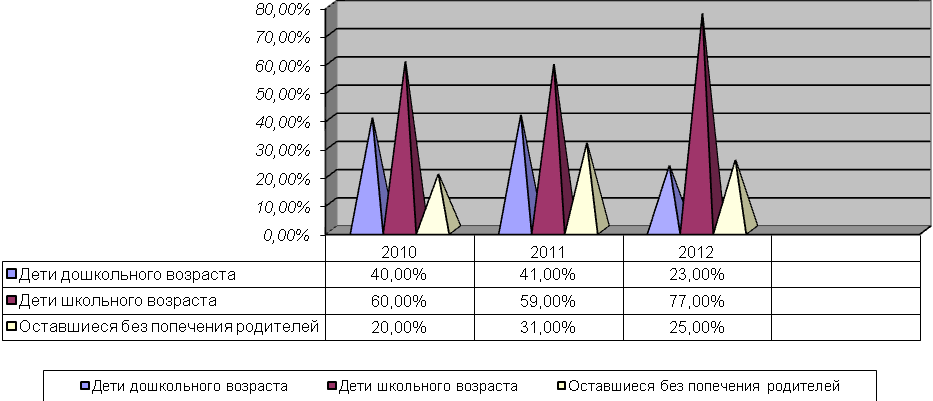 80,00%
70,00%
60,00%
50,00%
40,00%
30,00%
20,00%
10,00%
0,00%
2010 2011 2012
Дети дошкольного возраста 40,00% 41,00% 23,00%
Дети школьного возраста 60,00% 59,00% 77,00%
Оставшиеся без попечения родителей 20,00% 31,00% 25,00%
Дети дошкольного возраста Дети школьного возраста Оставшиеся без попечения родителей